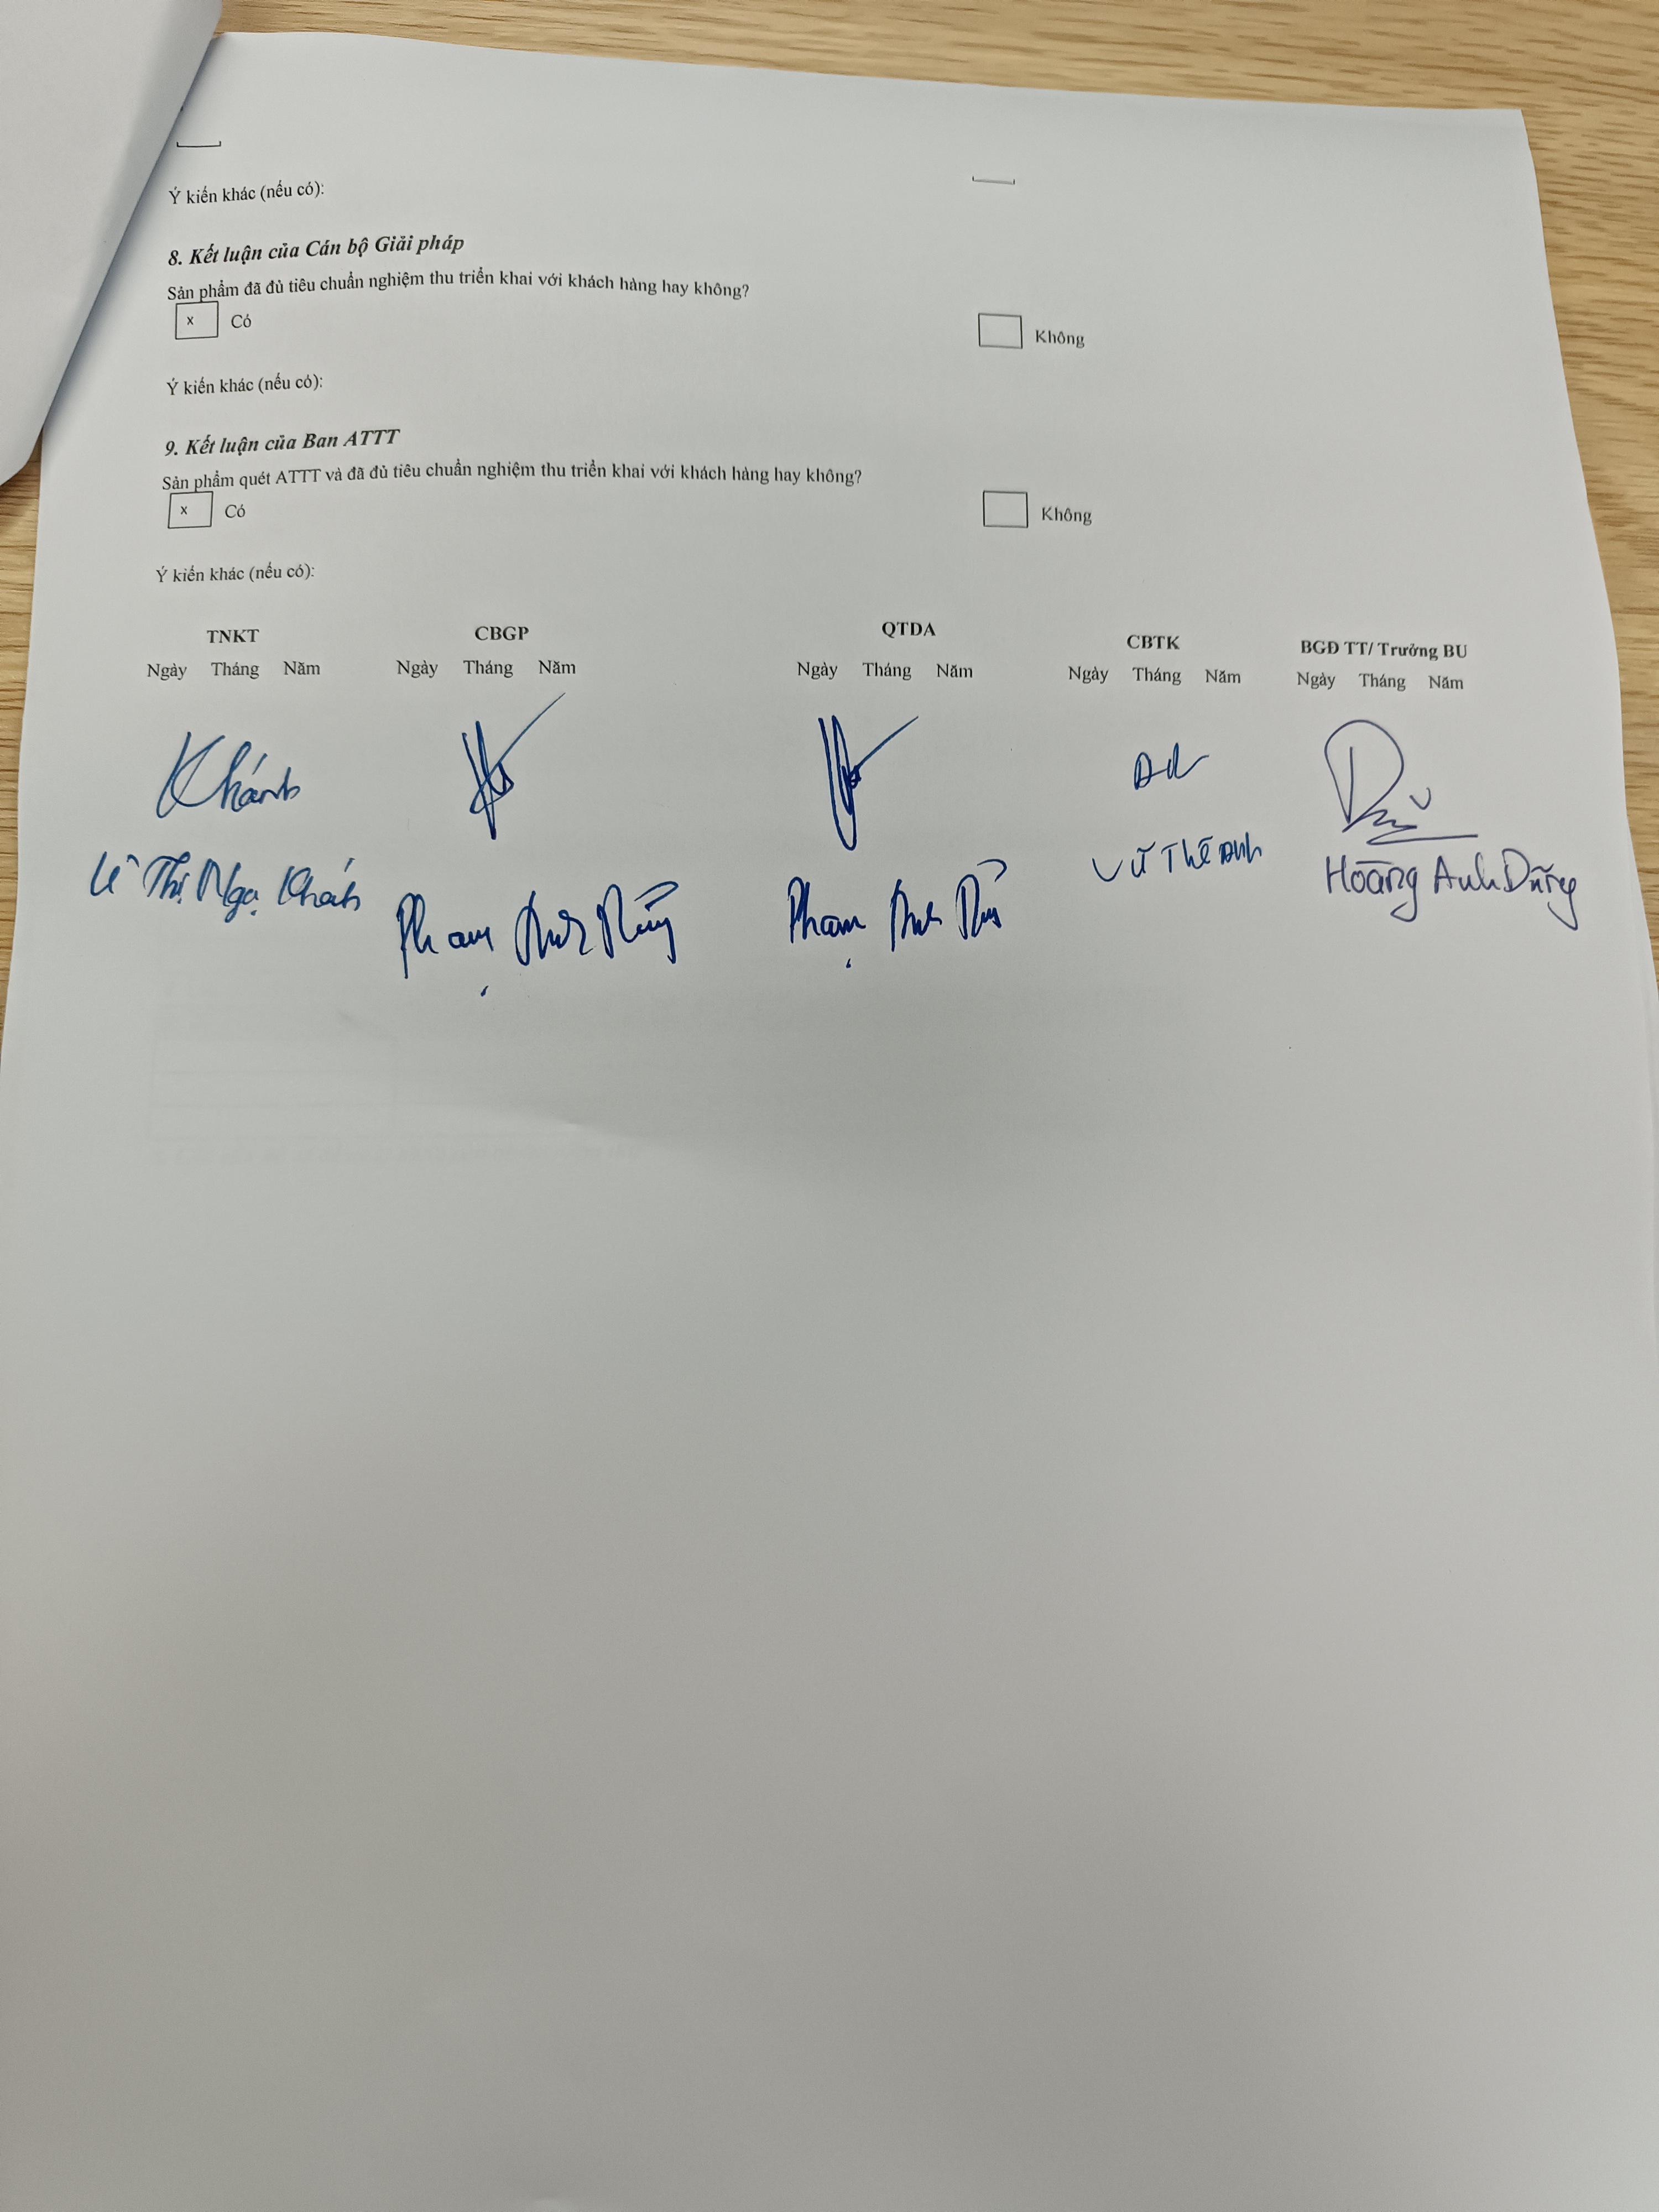 Ý kiến khác (nếu có):
8. Kết luận của Cán bộ Giải pháp
Sản phẩm đã đủ tiêu chuẩn nghiệm thu triển khai với khách hàng hay không?
x Có Không
Ý kiến khác (nếu có):
9. Kết luận của Ban ATTT
Sản phẩm quét ATTT và đã đủ tiêu chuẩn nghiệm thu triển khai với khách hàng hay không?
x Có Không
Ý kiến khác (nếu có):
TNKT CBGP QTDA CBTK BGĐ TT/ Trưởng BU
Ngày Tháng Năm Ngày Tháng Năm Ngày Tháng Năm Ngày Tháng Năm Ngày Tháng Năm
Khánh
Lê Thị Nga Khánh Phạm Phạm Vũ Thế Anh Hoàng Anh Dũng